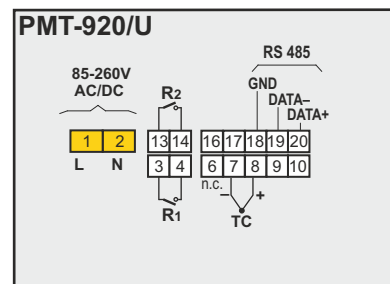 PMT-920/U
RS 485
85-260V
AC/DC
GND
DATA–
DATA+
R2
1 2
13 14
16 17 18 19 20
L N
3 4
6 7 8 9 10
n.c.
– +
R1
TC